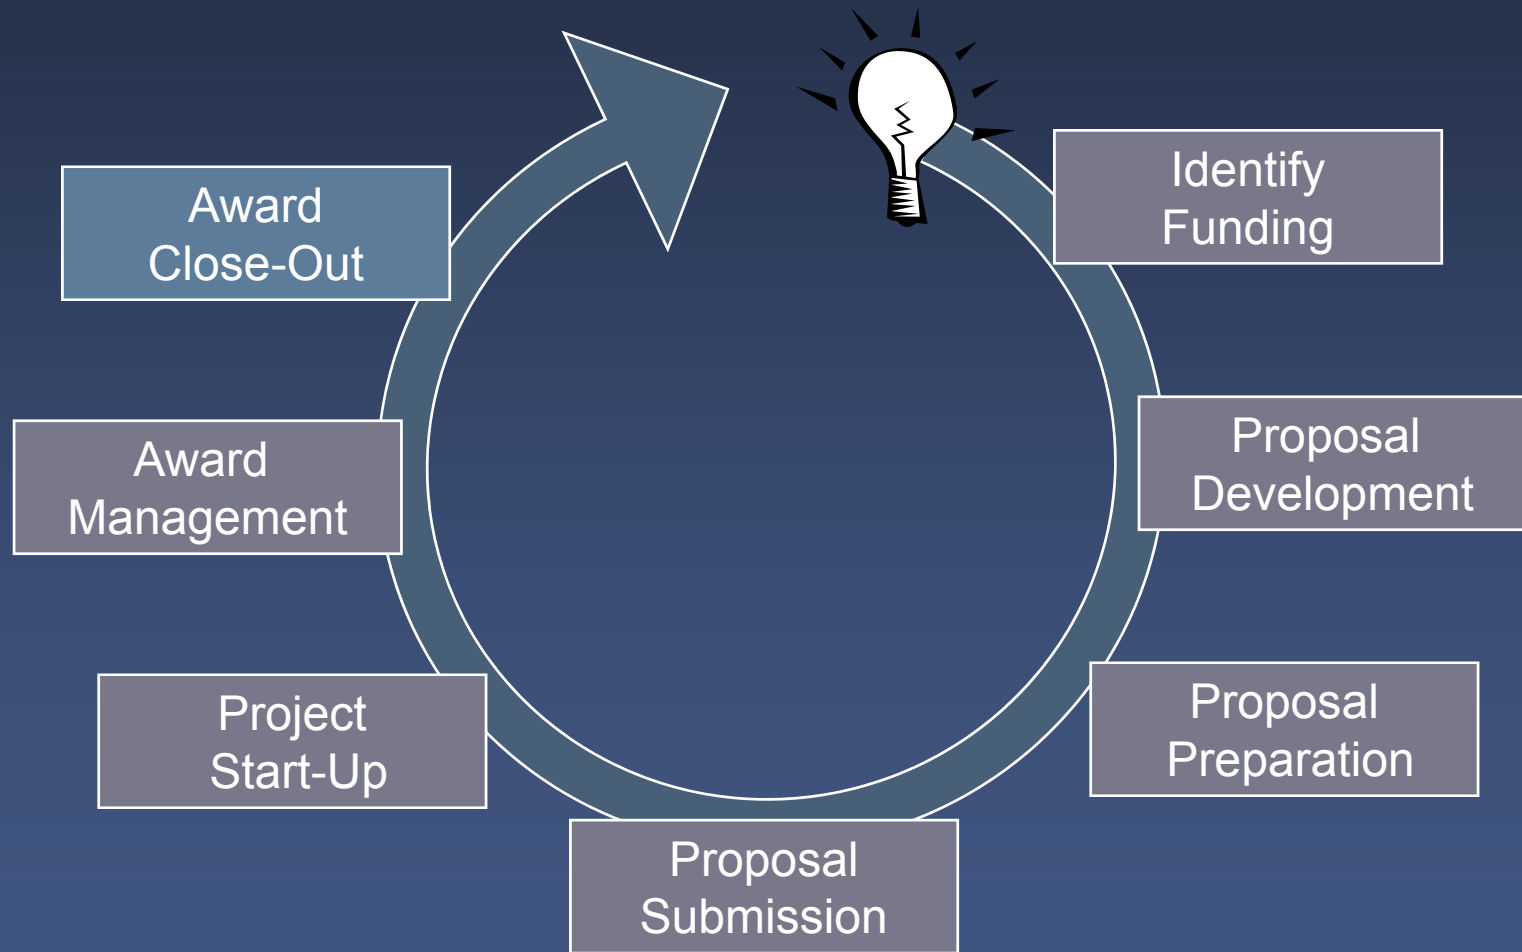 Identify
Funding
Proposal
Development
Proposal
Preparation
Proposal
Submission
Project
Start-Up
Award
Management
Award
Close-Out